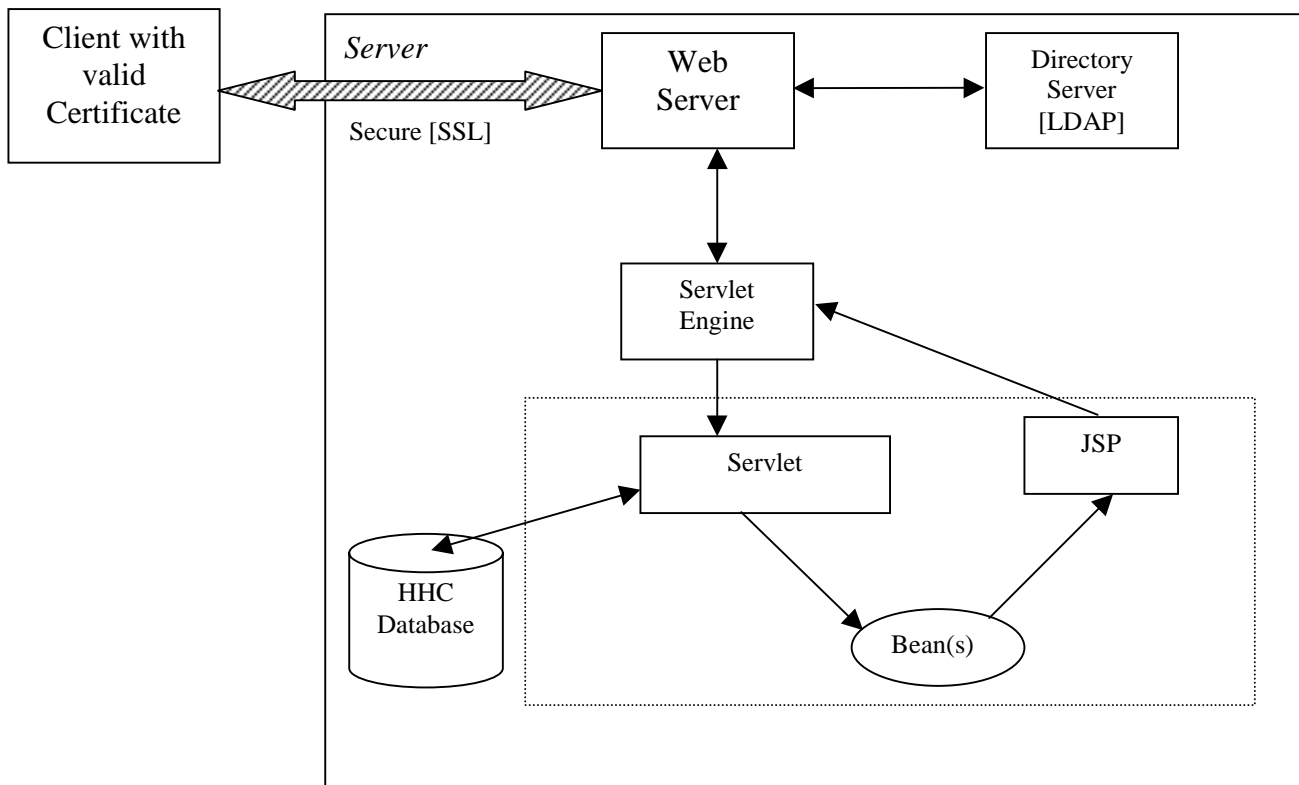 Client with
valid
Certificate
Server
Secure [SSL]
Web
Server
Directory
Server
[LDAP]
Servlet
Engine
Servlet
JSP
HHC
Database
Bean(s)